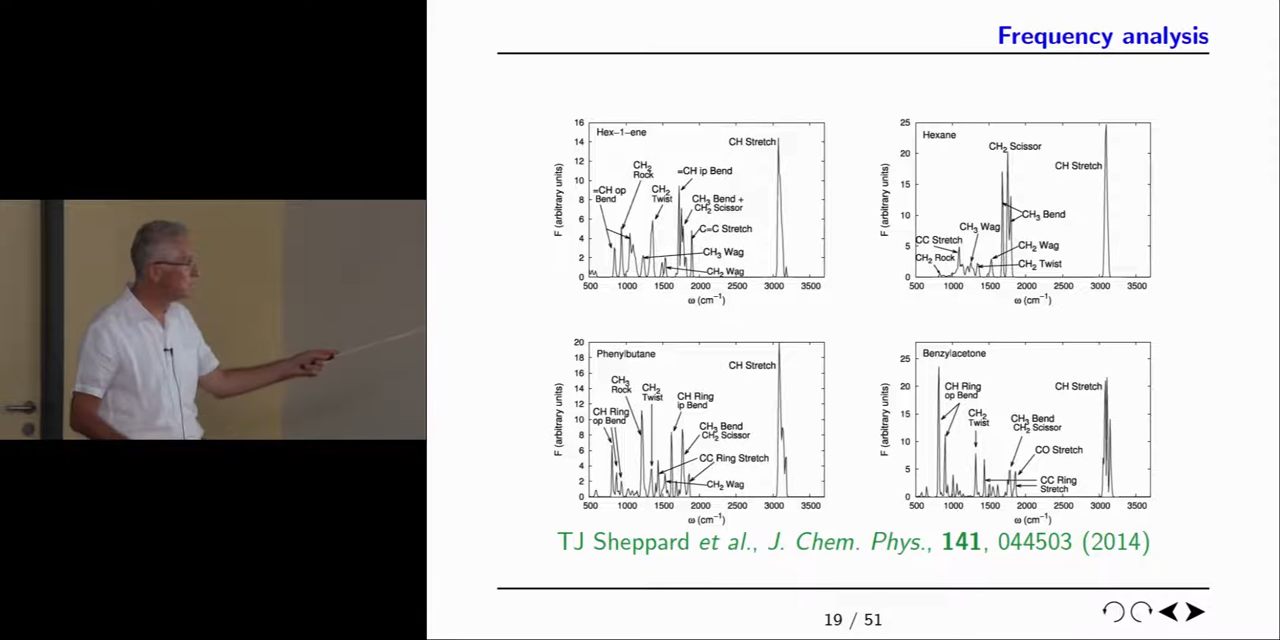 Frequency analysis
16
14
12
10
8
6
4
2
0
F (arbitrary units)
Hex−1−ene
CH Stretch
CH2 Rock
=CH ip Bend
=CH op Bend
CH2 Twist
CH3 Bend +
CH2 Scissor
C=C Stretch
CH3 Wag
CH2 Wag
500 1000 1500 2000 2500 3000 3500
ω (cm−1)
25
20
15
10
5
0
F (arbitrary units)
Hexane
CH2 Scissor
CH Stretch
CH3 Bend
CH3 Wag
CC Stretch
CH2 Wag
CH2 Rock
CH2 Twist
500 1000 1500 2000 2500 3000 3500
ω (cm−1)
20
18
16
14
12
10
8
6
4
2
0
F (arbitrary units)
Phenylbutane
CH Stretch
CH3 Rock
CH2 Twist
CH Ring ip Bend
CH Ring op Bend
CH3 Bend
CH2 Scissor
CC Ring Stretch
CH2 Wag
500 1000 1500 2000 2500 3000 3500
ω (cm−1)
25
20
15
10
5
0
F (arbitrary units)
Benzylacetone
CH Ring op Bend
CH Stretch
CH2 Twist
CH3 Bend
CH2 Scissor
CO Stretch
CC Ring Stretch
500 1000 1500 2000 2500 3000 3500
ω (cm−1)
TJ Sheppard et al., J. Chem. Phys., 141, 044503 (2014)
19 / 51